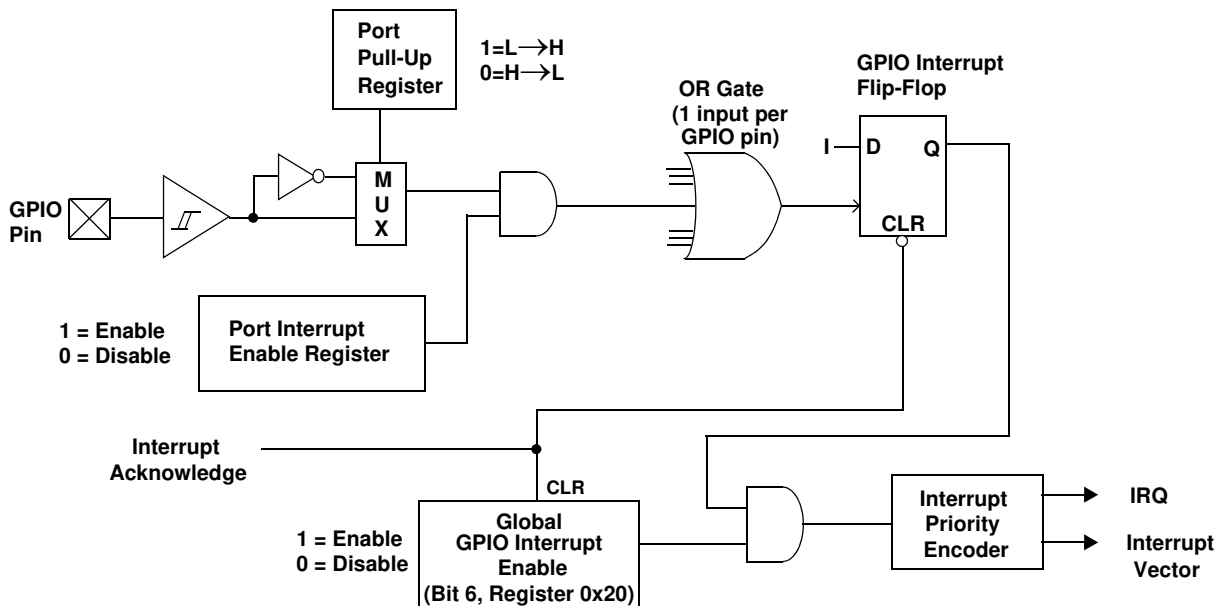 Port
Pull-Up
Register
1=L→H
0=H→L
OR Gate
(1 input per
GPIO pin)
GPIO Interrupt
Flip-Flop
I
D
Q
CLR
M
U
X
GPIO
Pin
1 = Enable
0 = Disable
Port Interrupt
Enable Register
Interrupt
Acknowledge
CLR
1 = Enable
0 = Disable
Global
GPIO Interrupt
Enable
(Bit 6, Register 0x20)
Interrupt
Priority
Encoder
IRQ
Interrupt
Vector